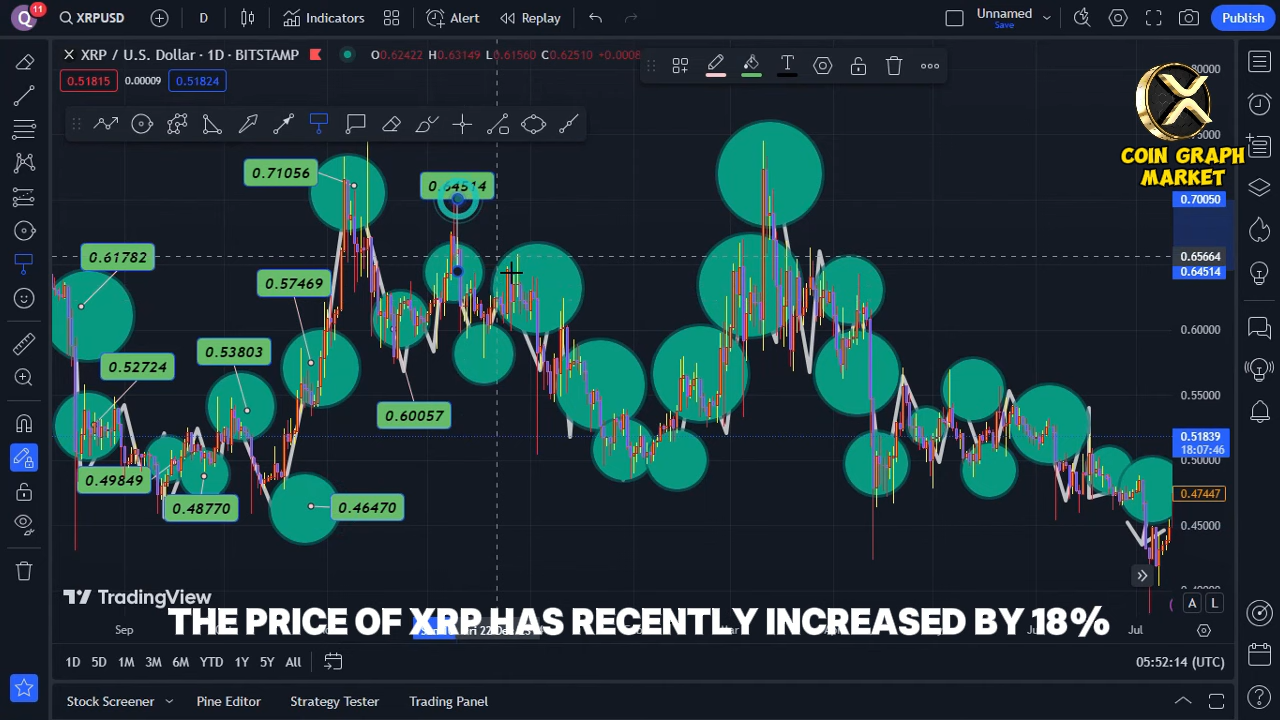 Q 11 XRPUSD D Indicators Alert Replay Unnamed Save Publish
XRP / U.S. Dollar · 1D · BITSTAMP O0.62422 H0.63149 L0.61560 C0.62510
0.51815 0.00009 0.51824
COIN GRAPH
MARKET
0.71056
0.64514
0.70050
0.61782
0.65664
0.64514
0.57469
0.60000
0.53803
0.52724
0.55000
0.60057
0.51839
18:07:46
0.50000
0.49849
0.47447
0.48770
0.46470
0.45000
TradingView
A L
THE PRICE OF XRP HAS RECENTLY INCREASED BY 18%
Sep Jul
1D 5D 1M 3M 6M YTD 1Y 5Y All 05:52:14 (UTC)
Stock Screener Pine Editor Strategy Tester Trading Panel